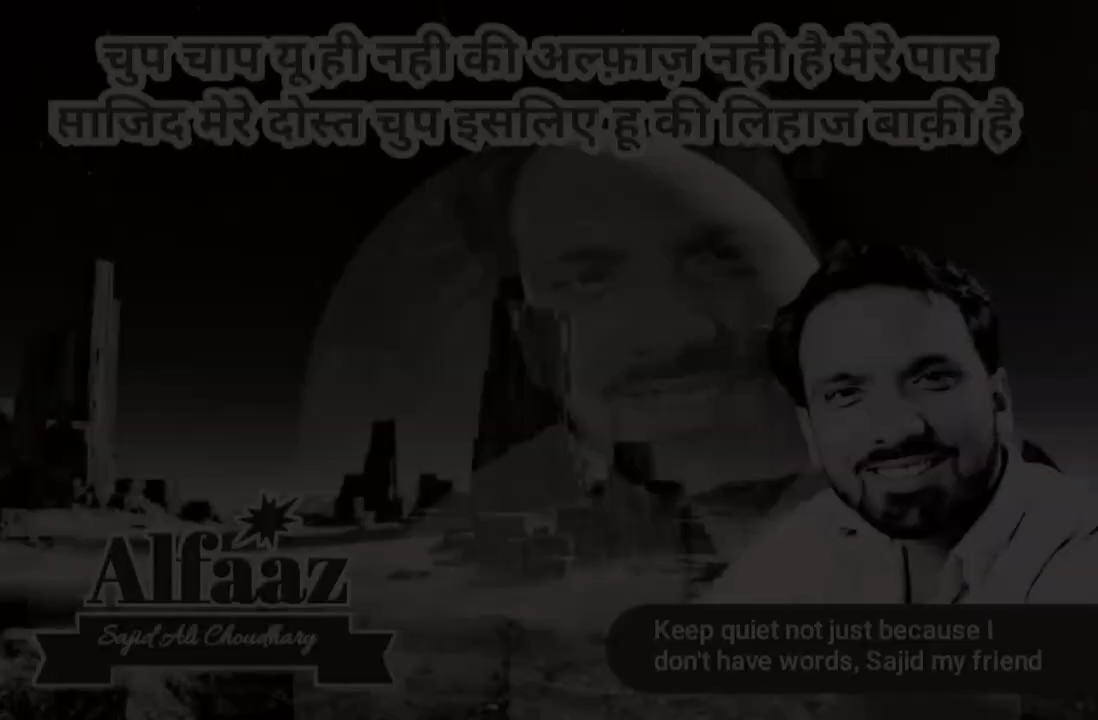 चुप चाप यू ही नही की अल्फ़ाज़ नही है मेरे पास
साजिद मेरे दोस्त चुप इसलिए हू की लिहाज बाक़ी है
Alfaaz
Sajid Ali Choudhary
Keep quiet not just because I
don't have words, Sajid my friend